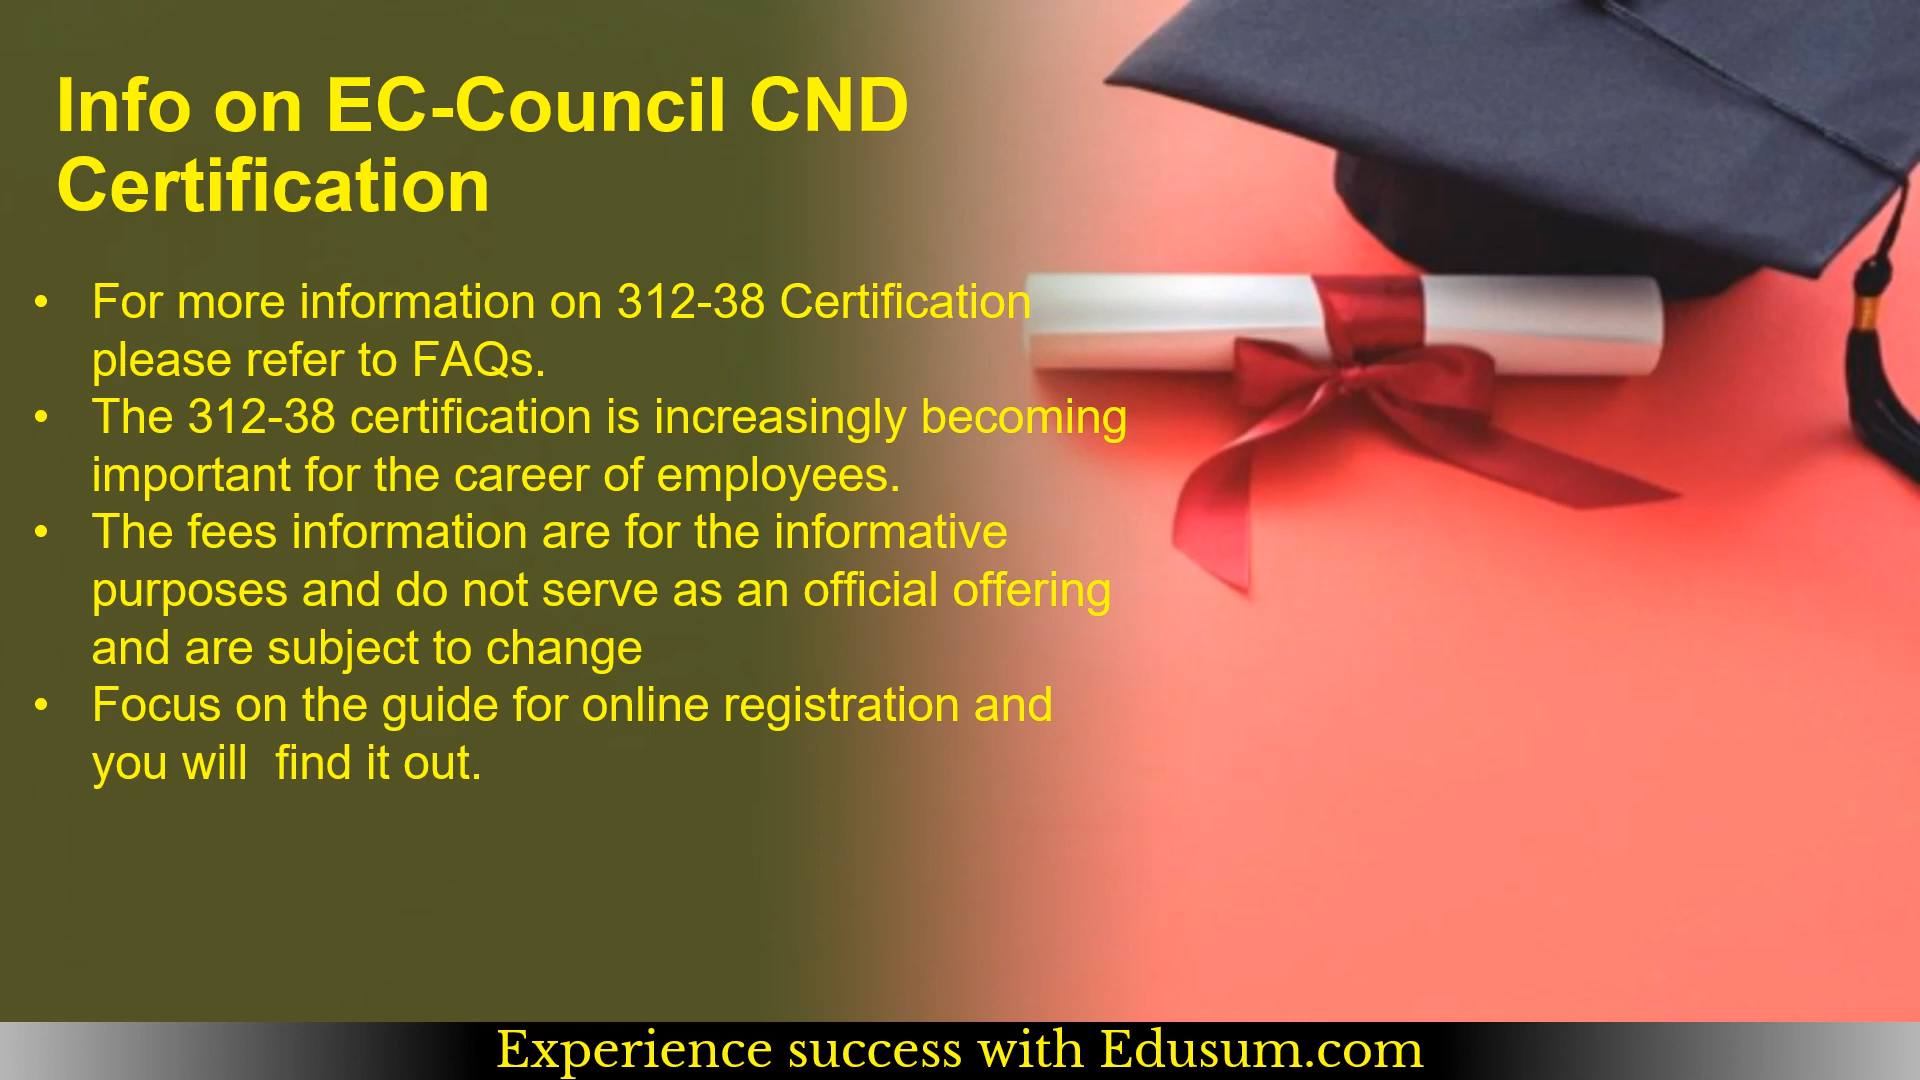 Info on EC-Council CND
Certification
• For more information on 312-38 Certification
please refer to FAQs.
• The 312-38 certification is increasingly becoming
important for the career of employees.
• The fees information are for the informative
purposes and do not serve as an official offering
and are subject to change
• Focus on the guide for online registration and
you will  find it out.
Experience success with Edusum.com